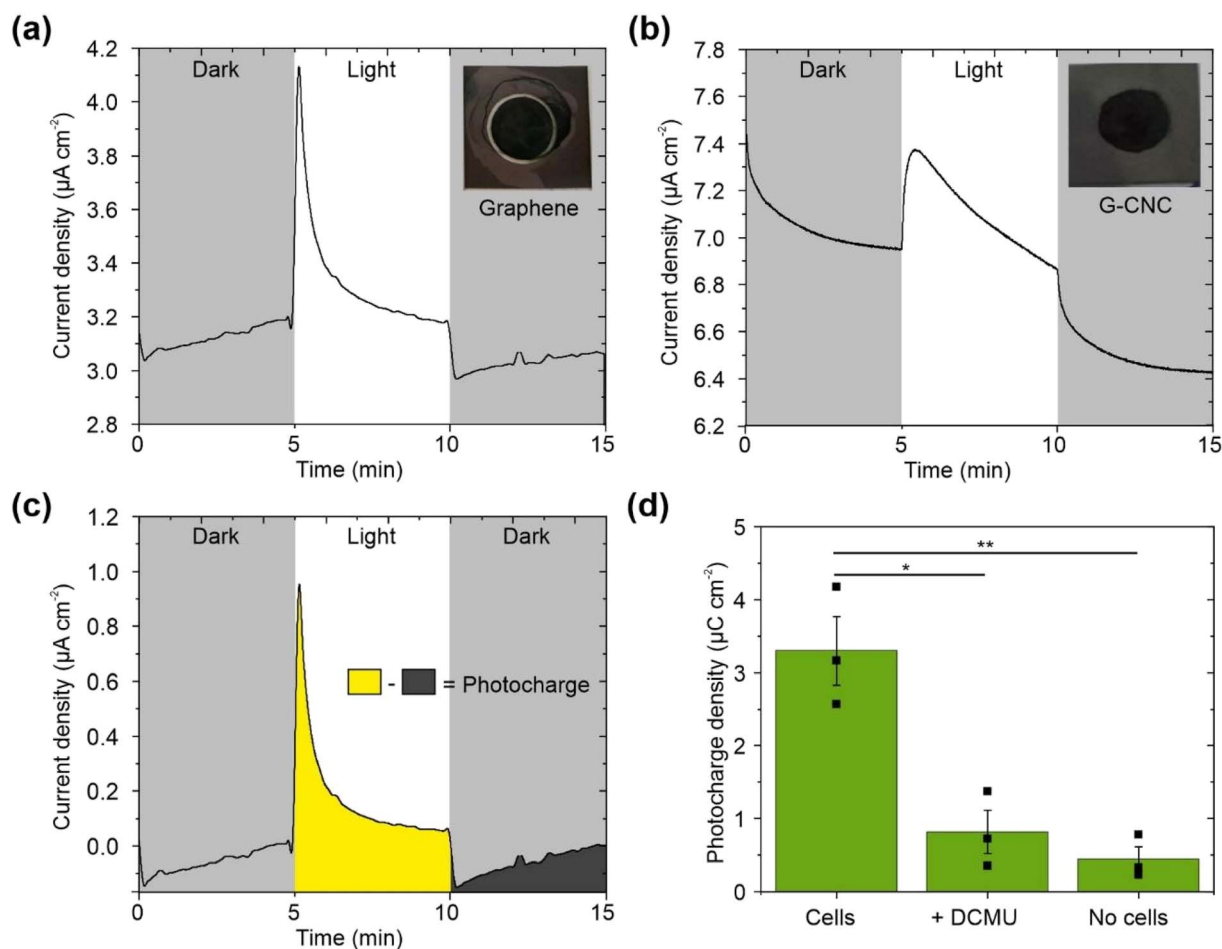 (a)
4.2
4.0
3.8
3.6
3.4
3.2
3.0
2.8
Current density (µA cm⁻²)
Dark
Light
Graphene
0
5
10
15
Time (min)
(b)
7.8
7.6
7.4
7.2
7.0
6.8
6.6
6.4
6.2
Current density (µA cm⁻²)
Dark
Light
G-CNC
0
5
10
15
Time (min)
(c)
1.2
1.0
0.8
0.6
0.4
0.2
0.0
Current density (µA cm⁻²)
Dark
Light
Dark
- = Photocharge
0
5
10
15
Time (min)
(d)
5
4
3
2
1
0
Photocharge density (µC cm⁻²)
**
*
Cells
+ DCMU
No cells